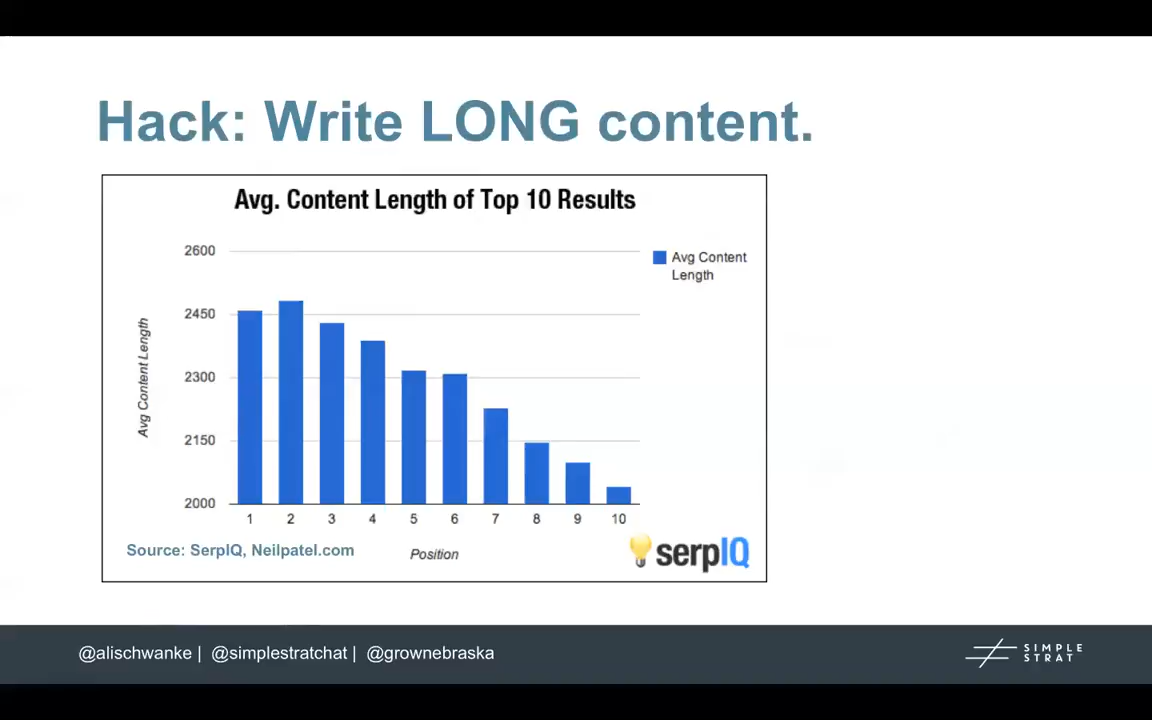 Hack: Write LONG content.
Avg. Content Length of Top 10 Results
2600
2450
2300
2150
2000
Avg Content Length
Avg Content
Length
1 2 3 4 5 6 7 8 9 10
Position
Source: SerpIQ, Neilpatel.com
serpIQ
@alischwanke | @simplestratchat | @grownebraska
SIMPLE
STRAT